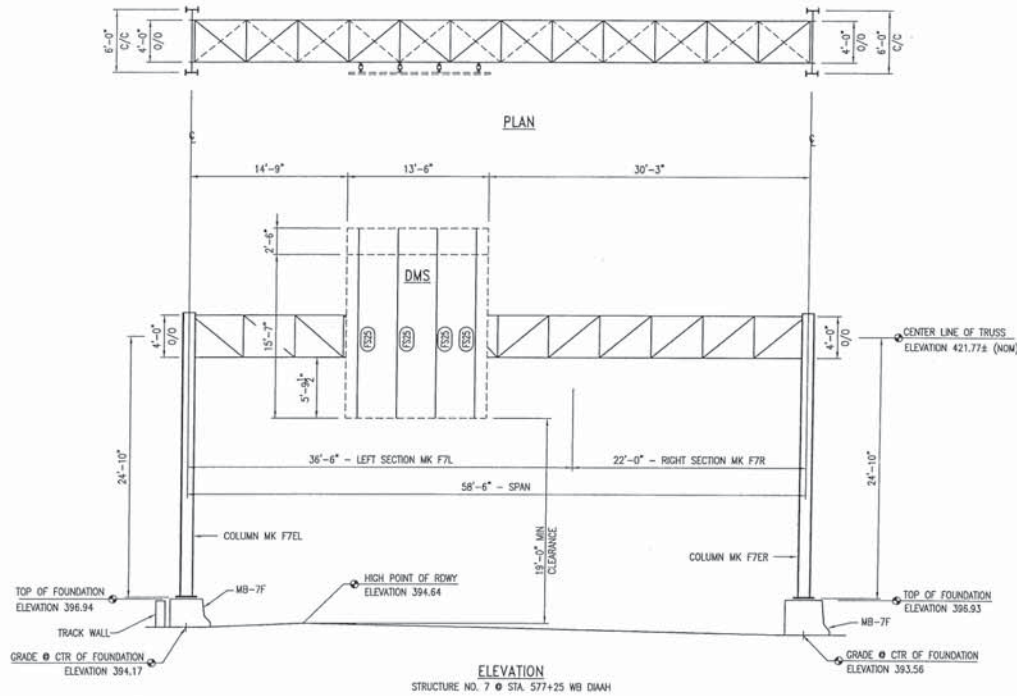 6'-0"
C/C
4'-0"
O/O
4'-0"
O/O
6'-0"
C/C
PLAN
℄
℄
14'-9"
13'-6"
30'-3"
2'-6"
DMS
15'-7"
4'-0"
O/O
FS25
FS25
FS25
FS25
4'-0"
O/O
CENTER LINE OF TRUSS
ELEVATION 421.77± (NOM)
5'-9½"
36'-6" - LEFT SECTION MK F7L
22'-0" - RIGHT SECTION MK F7R
24'-10"
24'-10"
58'-6" - SPAN
19'-0" MIN
CLEARANCE
COLUMN MK F7EL
COLUMN MK F7ER
HIGH POINT OF RDWY
ELEVATION 394.64
TOP OF FOUNDATION
ELEVATION 396.94
MB-7F
TOP OF FOUNDATION
ELEVATION 396.93
MB-7F
TRACK WALL
GRADE @ CTR OF FOUNDATION
ELEVATION 394.17
GRADE @ CTR OF FOUNDATION
ELEVATION 393.56
ELEVATION
STRUCTURE NO. 7 @ STA. 577+25 WB DIAAH